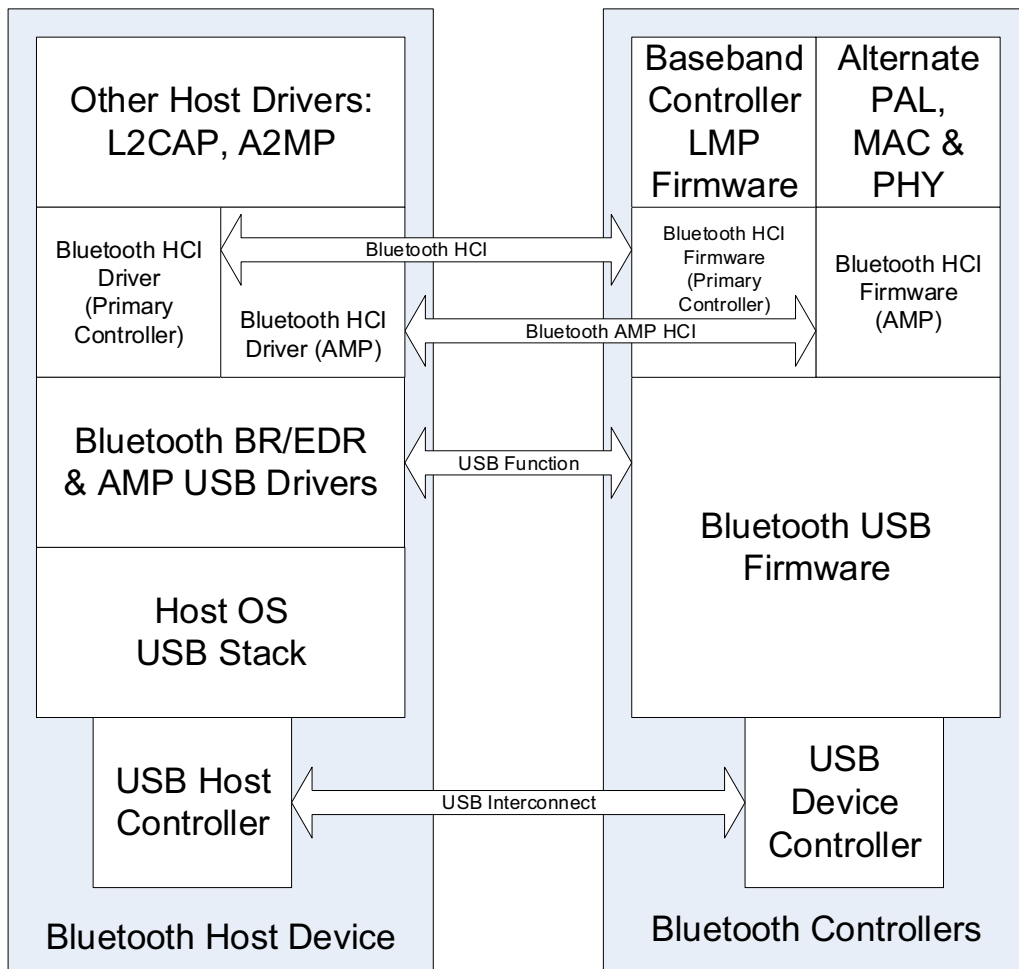 Other Host Drivers:
L2CAP, A2MP
Bluetooth HCI
Driver
(Primary
Controller)
Bluetooth HCI
Driver (AMP)
Bluetooth BR/EDR
& AMP USB Drivers
Host OS
USB Stack
USB Host
Controller
Bluetooth Host Device
Bluetooth HCI
Bluetooth AMP HCI
USB Function
USB Interconnect
Baseband
Controller
LMP
Firmware
Alternate
PAL,
MAC &
PHY
Bluetooth HCI
Firmware
(Primary
Controller)
Bluetooth HCI
Firmware
(AMP)
Bluetooth USB
Firmware
USB
Device
Controller
Bluetooth Controllers